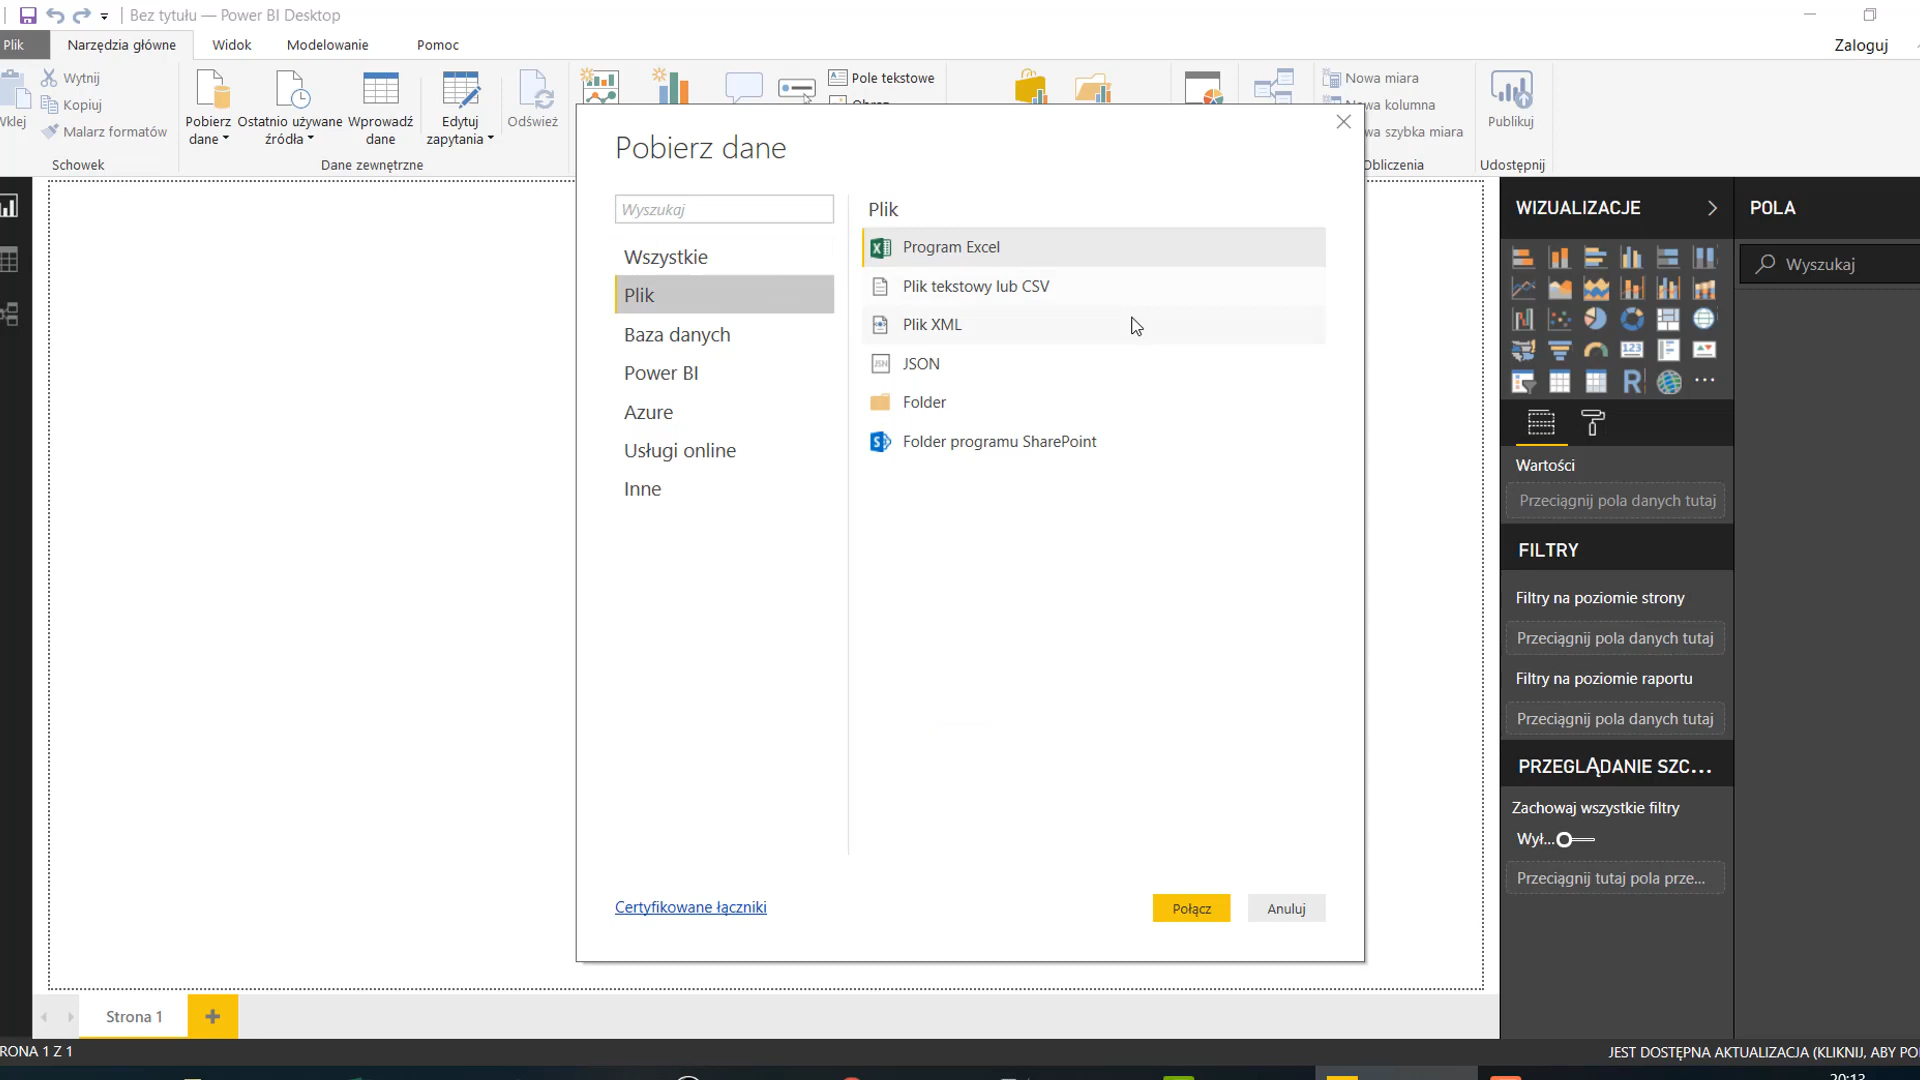 Bez tytułu — Power BI Desktop
Plik
Narzędzia główne
Widok
Modelowanie
Pomoc
Zaloguj
Wytnij
Kopiuj
Malarz formatów
Schowek
Pobierz
dane
Ostatnio używane
źródła
Wprowadź
dane
Edytuj
zapytania
Odśwież
Dane zewnętrzne
Pole tekstowe
Nowa miara
Nowa kolumna
wa szybka miara
Obliczenia
Publikuj
Udostępnij
Pobierz dane
Wyszukaj
Wszystkie
Plik
Baza danych
Power BI
Azure
Usługi online
Inne
Plik
Program Excel
Plik tekstowy lub CSV
Plik XML
JSON
Folder
Folder programu SharePoint
Certyfikowane łączniki
Połącz
Anuluj
WIZUALIZACJE
POLA
Wyszukaj
Wartości
Przeciągnij pola danych tutaj
FILTRY
Filtry na poziomie strony
Przeciągnij pola danych tutaj
Filtry na poziomie raportu
Przeciągnij pola danych tutaj
PRZEGLĄDANIE SZC...
Zachowaj wszystkie filtry
Wył...
Przeciągnij tutaj pola prze...
Strona 1
RONA 1 Z 1
JEST DOSTĘPNA AKTUALIZACJA (KLIKNIJ, ABY PO